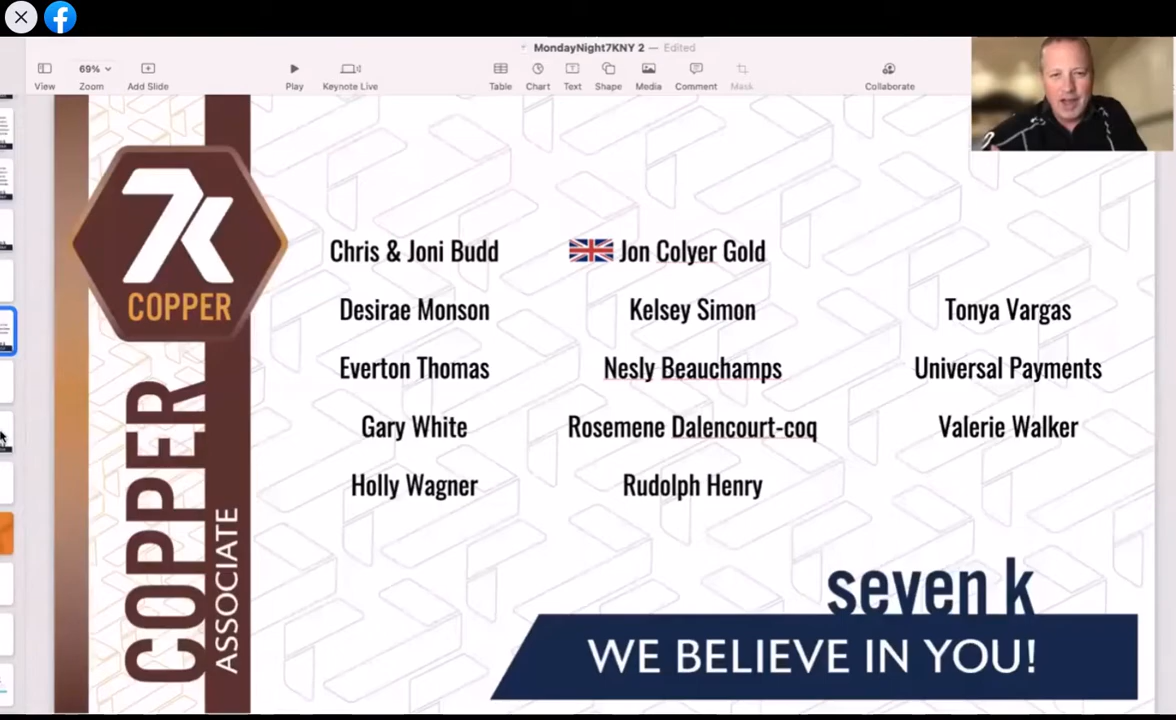 MondayNight7KNY 2 — Edited
69%
View
Zoom
Add Slide
Play
Keynote Live
Table
Chart
Text
Shape
Media
Comment
Mask
Collaborate
7K
COPPER
COPPER
ASSOCIATE
Chris & Joni Budd
Desirae Monson
Everton Thomas
Gary White
Holly Wagner
Jon Colyer Gold
Kelsey Simon
Nesly Beauchamps
Rosemene Dalencourt-coq
Rudolph Henry
Tonya Vargas
Universal Payments
Valerie Walker
seven k
WE BELIEVE IN YOU!